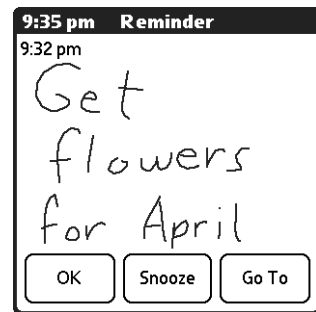 9:35 pm Reminder
9:32 pm
Get
flowers
for April
OK Snooze Go To